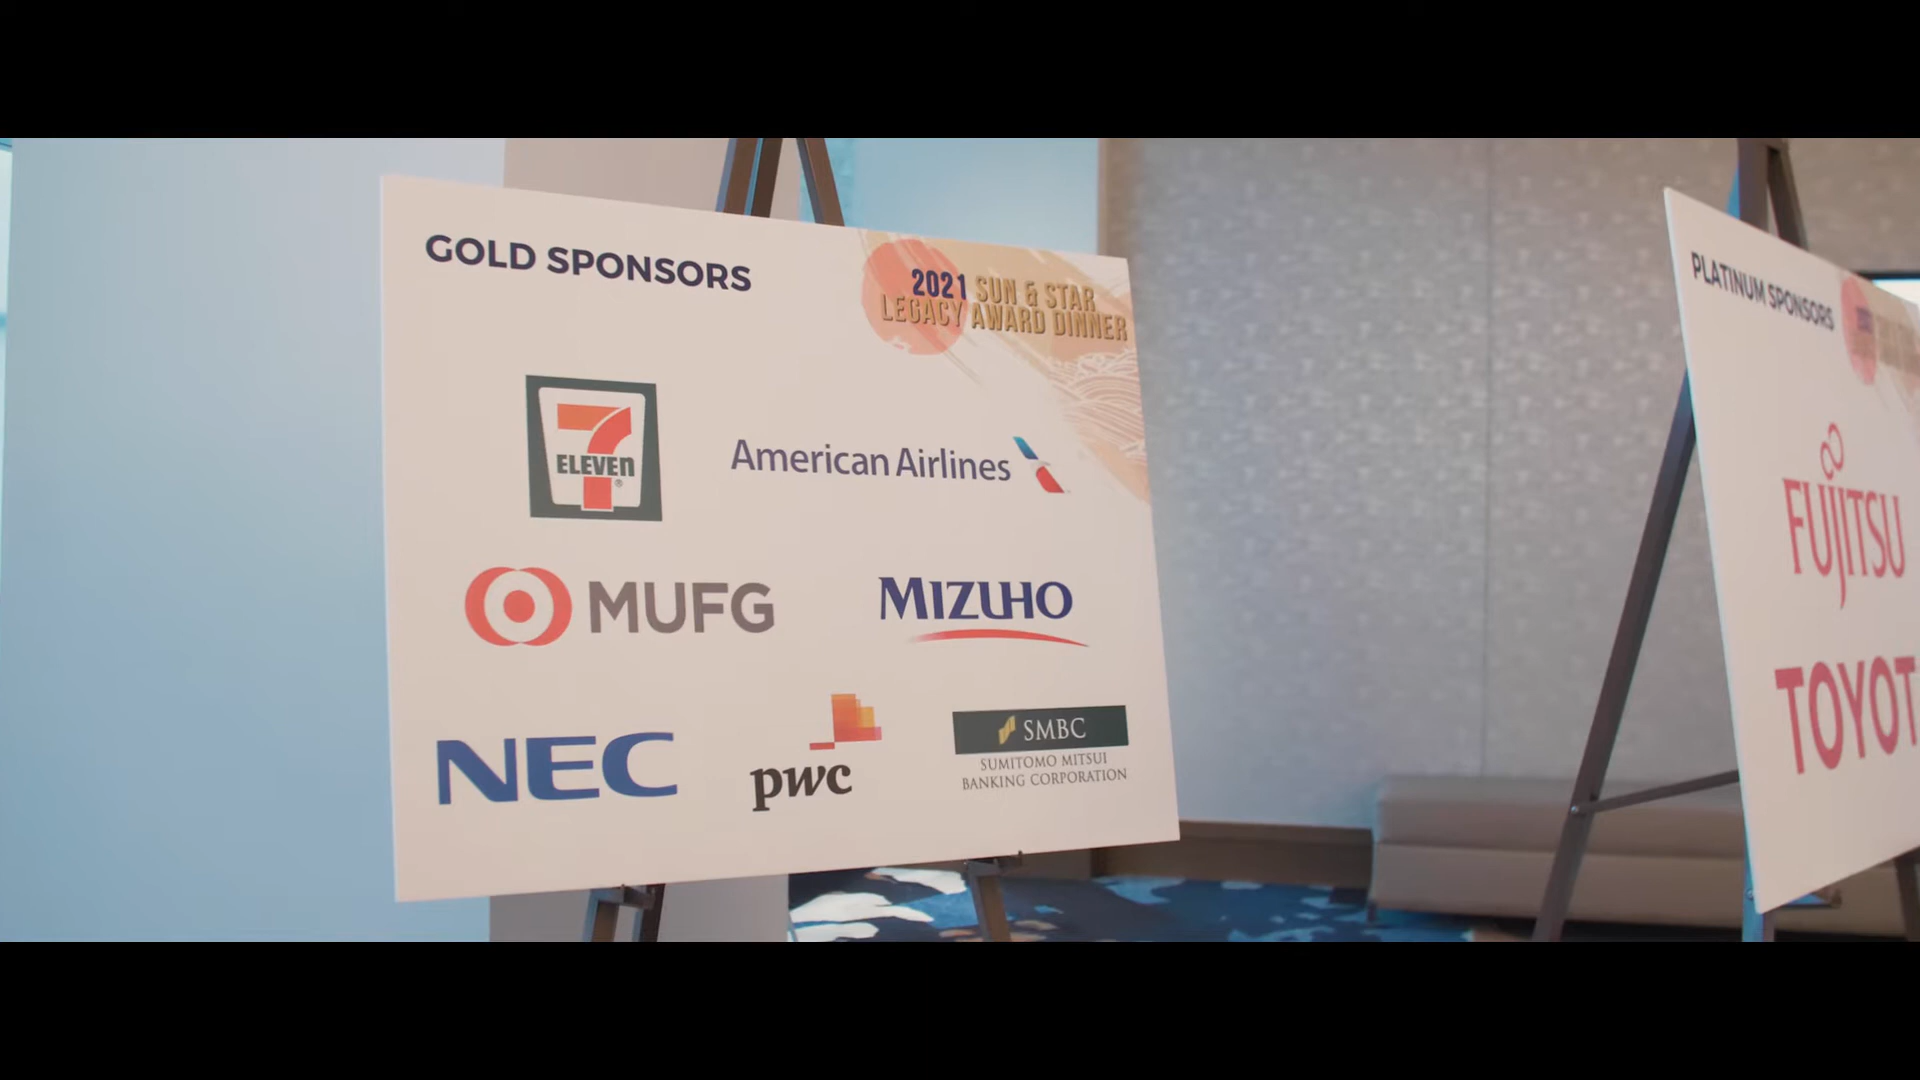 GOLD SPONSORS
2021 SUN & STAR
LEGACY AWARD DINNER
7
ELEVEn
®
American Airlines
MUFG
MIZUHO
NEC
pwc
SMBC
SUMITOMO MITSUI
BANKING CORPORATION
PLATINUM SPONSORS
FUJITSU
TOYOT